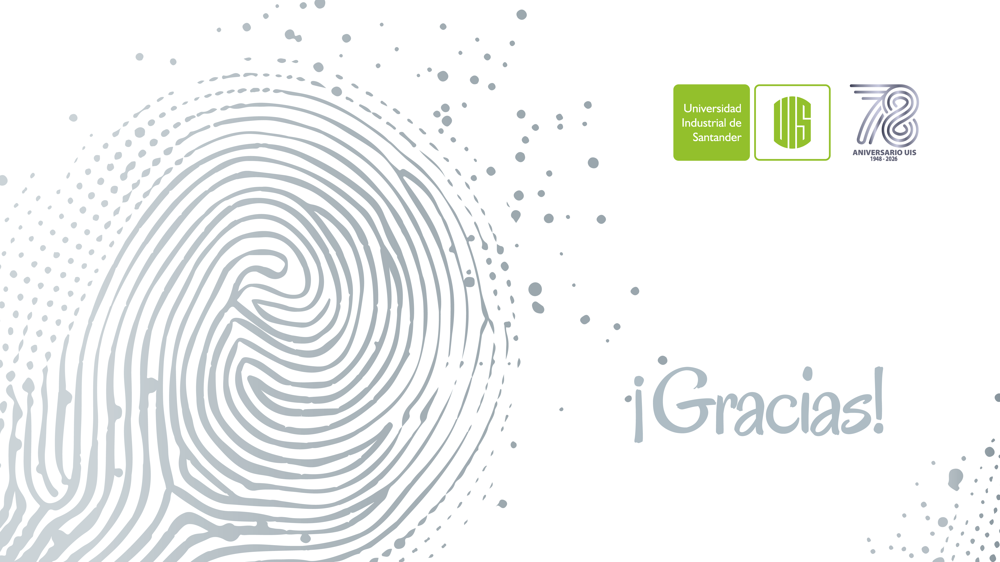 Universidad
Industrial de
Santander
UIS
78
ANIVERSARIO UIS
1948 - 2026
¡Gracias!